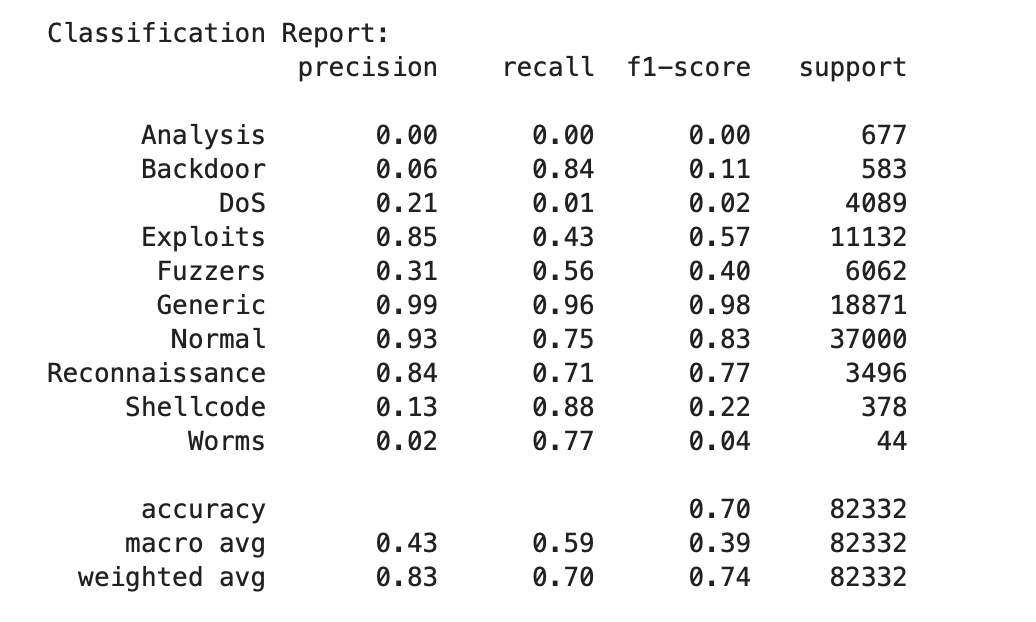 Classification Report:
precision recall f1-score support
Analysis 0.00 0.00 0.00 677
Backdoor 0.06 0.84 0.11 583
DoS 0.21 0.01 0.02 4089
Exploits 0.85 0.43 0.57 11132
Fuzzers 0.31 0.56 0.40 6062
Generic 0.99 0.96 0.98 18871
Normal 0.93 0.75 0.83 37000
Reconnaissance 0.84 0.71 0.77 3496
Shellcode 0.13 0.88 0.22 378
Worms 0.02 0.77 0.04 44
accuracy 0.70 82332
macro avg 0.43 0.59 0.39 82332
weighted avg 0.83 0.70 0.74 82332